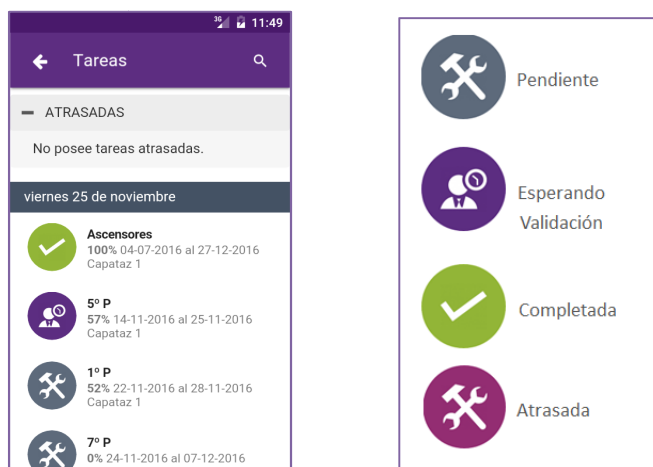 3G 11:49
Tareas
ATRASADAS
No posee tareas atrasadas.
viernes 25 de noviembre
Ascensores
100% 04-07-2016 al 27-12-2016
Capataz 1
5º P
57% 14-11-2016 al 25-11-2016
Capataz 1
1º P
52% 22-11-2016 al 28-11-2016
Capataz 1
7º P
0% 24-11-2016 al 07-12-2016
Pendiente
Esperando
Validación
Completada
Atrasada